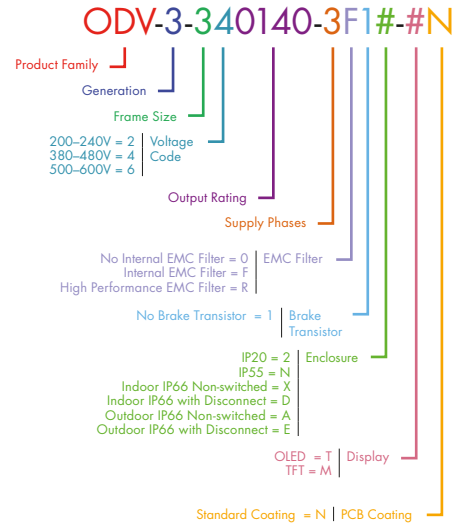 ODV-3-340140-3F1#-#N
Product Family
Generation
Frame Size
200–240V = 2 | Voltage
380–480V = 4 | Code
500–600V = 6
Output Rating
Supply Phases
No Internal EMC Filter = 0 | EMC Filter
Internal EMC Filter = F
High Performance EMC Filter = R
No Brake Transistor = 1 | Brake
Transistor
IP20 = 2 | Enclosure
IP55 = N
Indoor IP66 Non-switched = X
Indoor IP66 with Disconnect = D
Outdoor IP66 Non-switched = A
Outdoor IP66 with Disconnect = E
OLED = T | Display
TFT = M
Standard Coating = N | PCB Coating